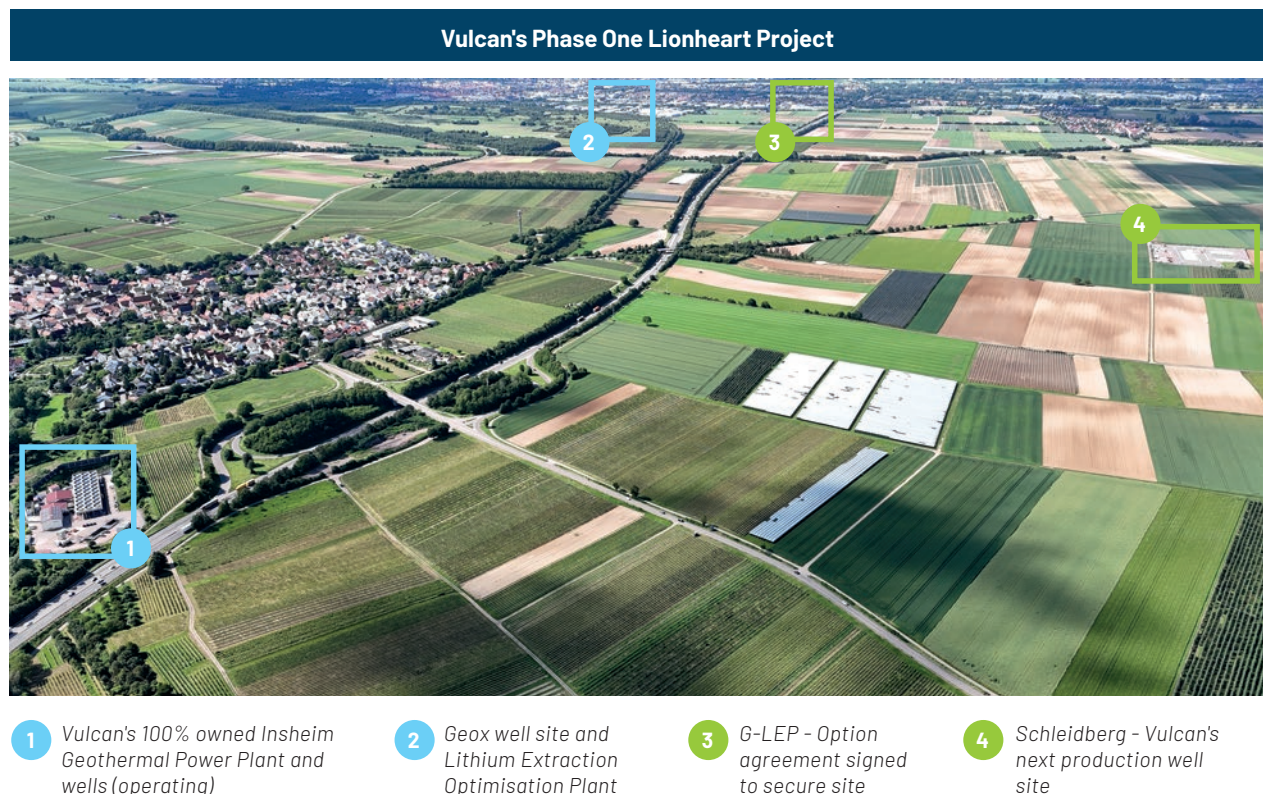 Vulcan's Phase One Lionheart Project
2
3
4
1
1
Vulcan's 100% owned Insheim
Geothermal Power Plant and
wells (operating)
2
Geox well site and
Lithium Extraction
Optimisation Plant
3
G-LEP - Option
agreement signed
to secure site
4
Schleidberg - Vulcan's
next production well
site